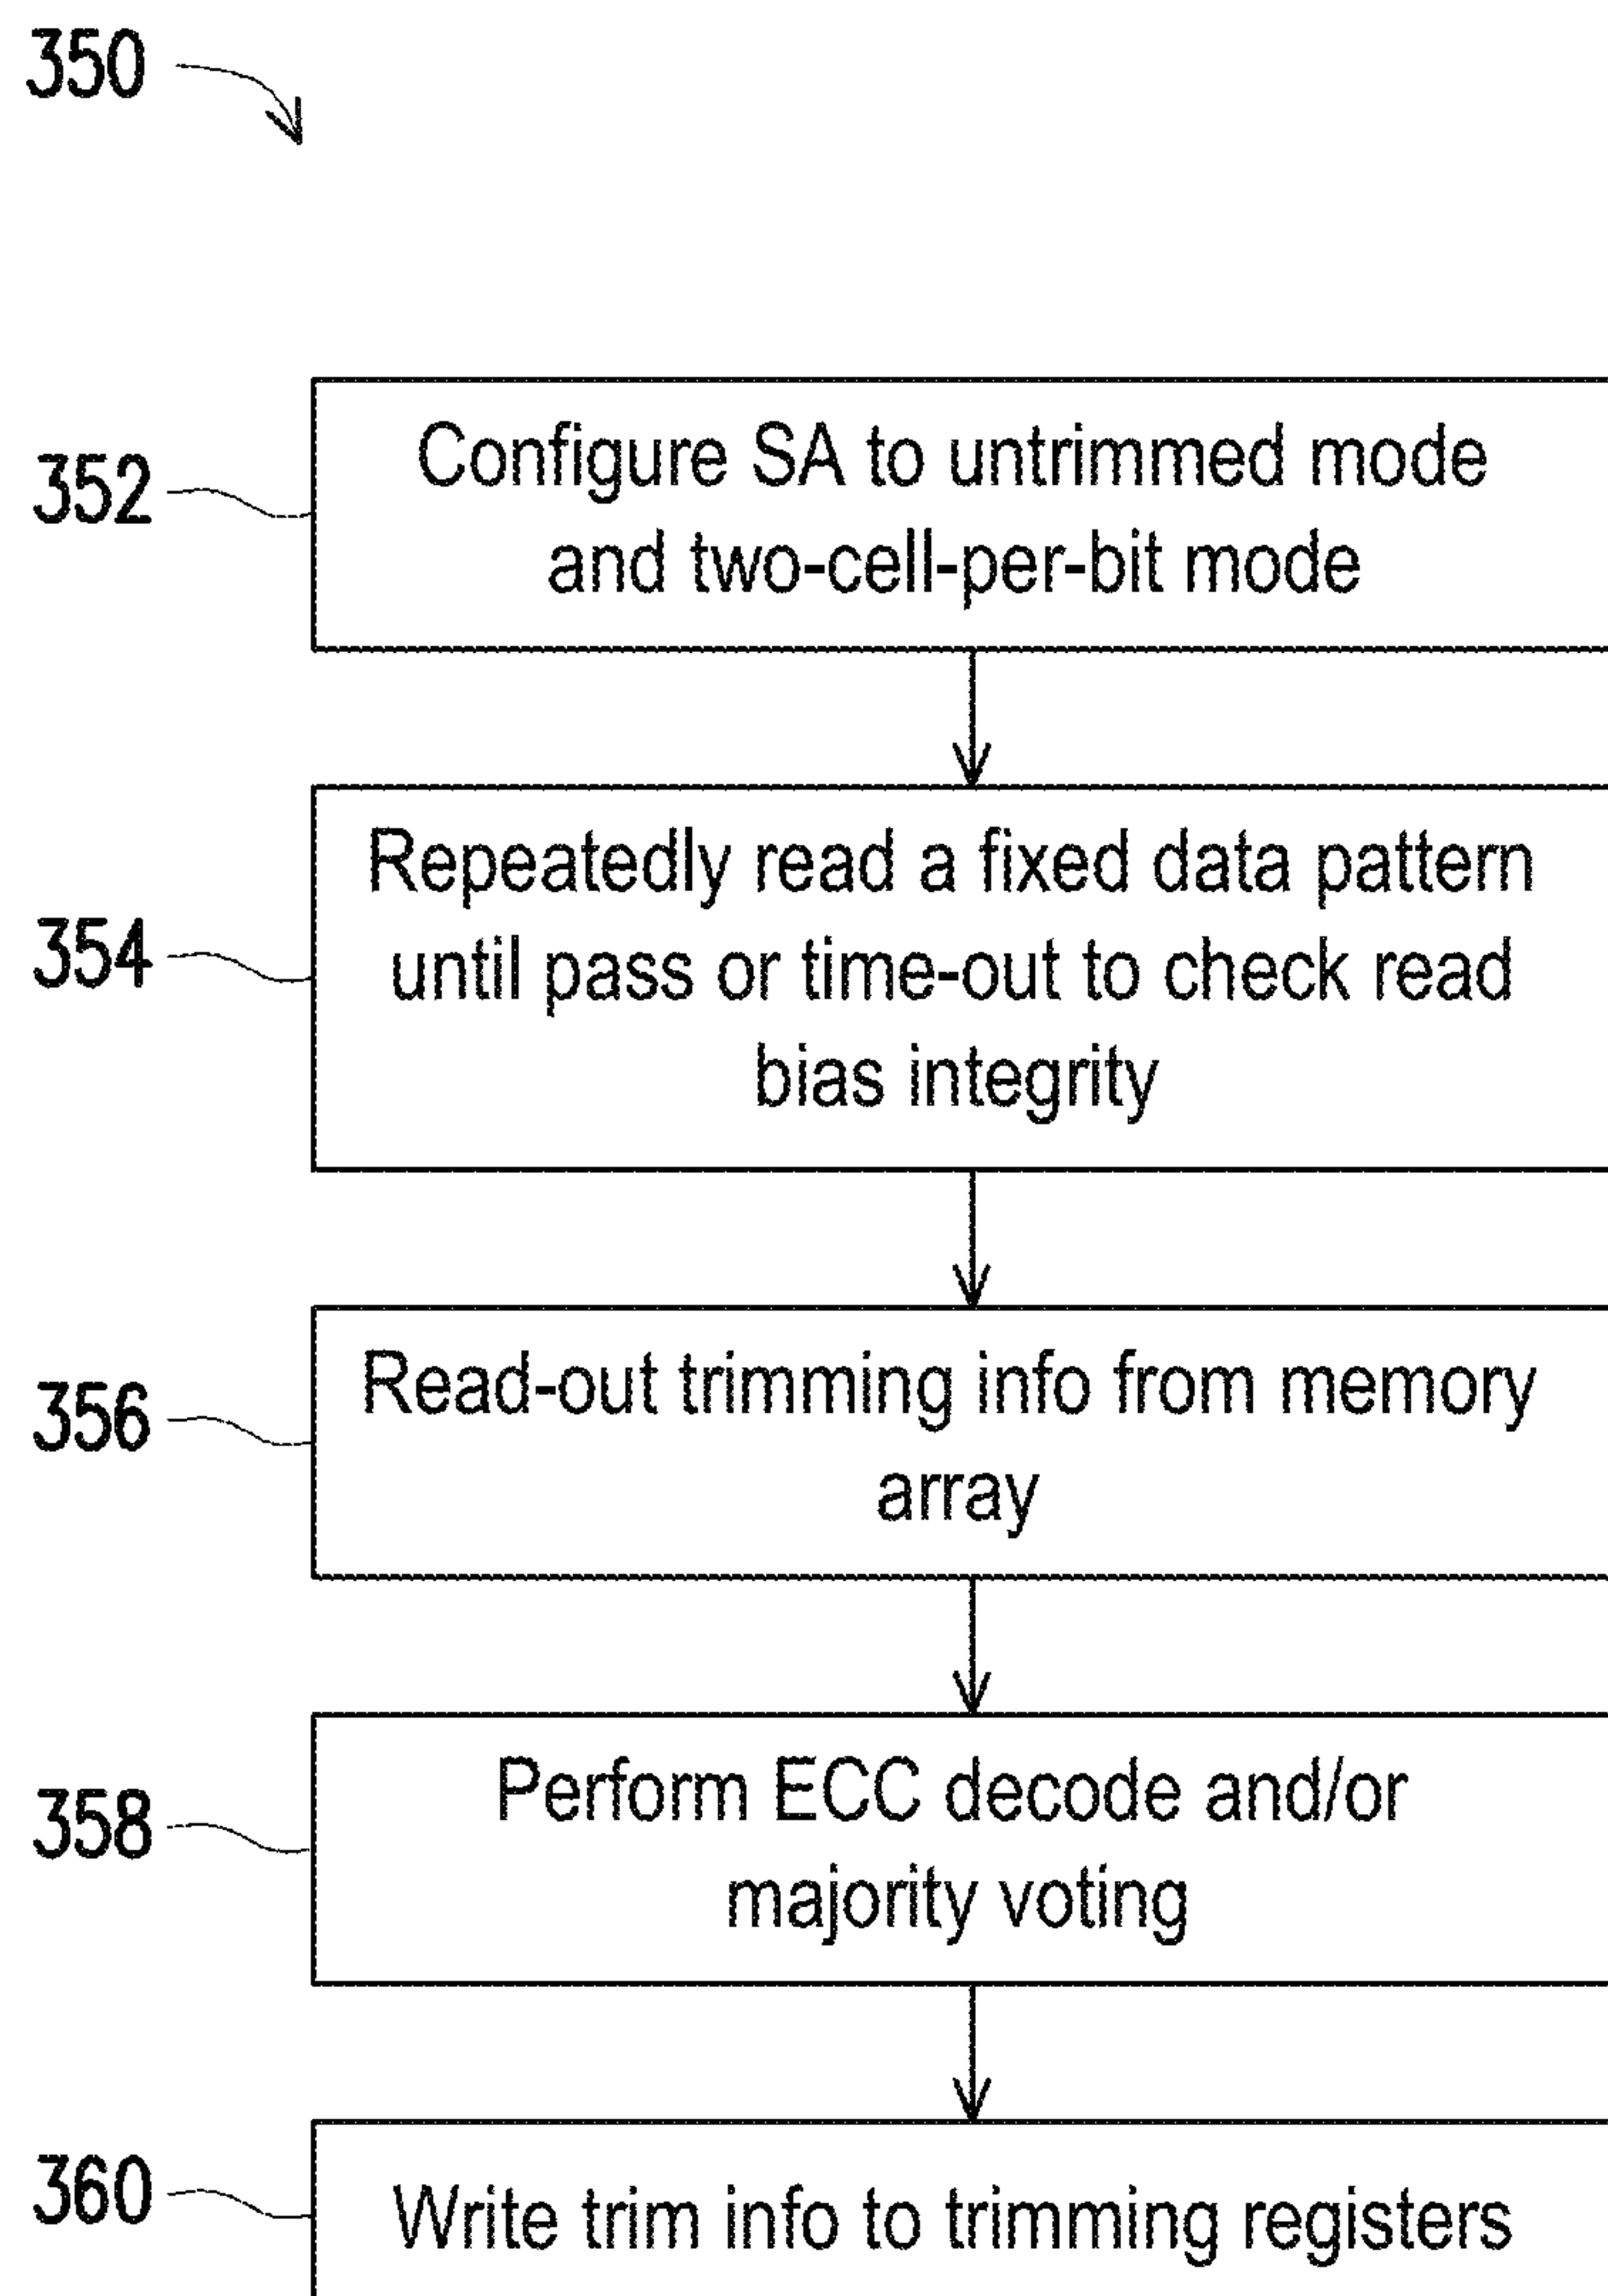 350
352
Configure SA to untrimmed mode
and two-cell-per-bit mode
354
Repeatedly read a fixed data pattern
until pass or time-out to check read
bias integrity
356
Read-out trimming info from memory
array
358
Perform ECC decode and/or
majority voting
360
Write trim info to trimming registers